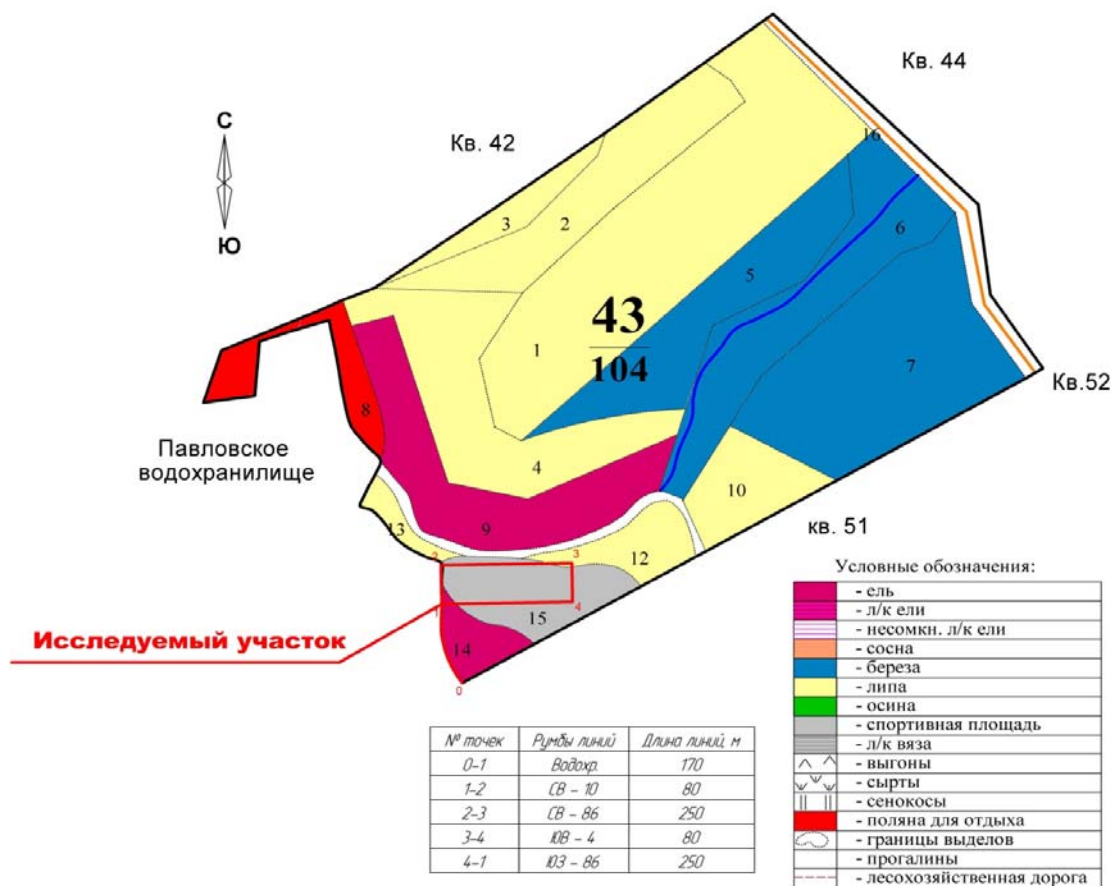 Кв. 44
С
Кв. 42
16
3
2
6
Ю
5
43
104
1
7
Кв.52
8
Павловское
водохранилище
4
10
9
13
кв. 51
2
3
12
Условные обозначения:
- ель
- л/к ели
- несомкн. л/к ели
- сосна
- береза
- липа
- осина
- спортивная площадь
- л/к вяза
- выгоны
- сырты
- сенокосы
- поляна для отдыха
- границы выделов
- прогалины
- лесохозяйственная дорога
1
4
15
Исследуемый участок
14
0
№ точек Румбы линий Длина линий, м
0-1 Водохр. 170
1-2 СВ - 10 80
2-3 СВ - 86 250
3-4 ЮВ - 4 80
4-1 ЮЗ - 86 250